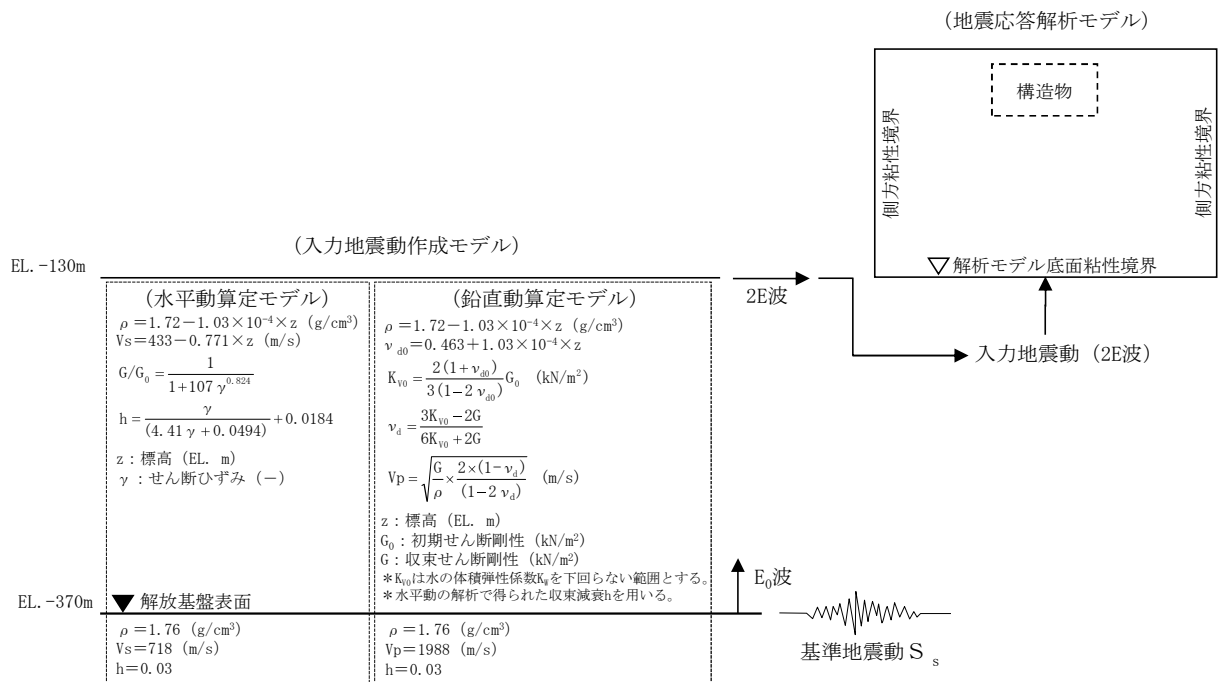 (地震応答解析モデル)
構造物
側方粘性境界
側方粘性境界
▽解析モデル底面粘性境界
入力地震動 (2E波)
(入力地震動作成モデル)
EL.-130m
2E波
(水平動算定モデル)
ρ=1.72-1.03×10⁻⁴×z (g/cm³)
Vs=433-0.771×z (m/s)
G/G₀=1/(1+107γ^0.824)
h=γ/(4.41γ+0.0494)+0.0184
z:標高 (EL. m)
γ:せん断ひずみ (-)
(鉛直動算定モデル)
ρ=1.72-1.03×10⁻⁴×z (g/cm³)
ν_d0=0.463+1.03×10⁻⁴×z
K_V0=2(1+ν_d0)/3(1-2ν_d0) G₀ (kN/m²)
ν_d=(3K_V0-2G)/(6K_V0+2G)
Vp=√(G/ρ×2×(1-ν_d)/(1-2ν_d)) (m/s)
z:標高 (EL. m)
G₀:初期せん断剛性 (kN/m²)
G:収束せん断剛性 (kN/m²)
*K_V0は水の体積弾性係数K_Wを下回らない範囲とする。
*水平動の解析で得られた収束減衰hを用いる。
E₀波
EL.-370m
▼解放基盤表面
ρ=1.76 (g/cm³)
Vs=718 (m/s)
h=0.03
ρ=1.76 (g/cm³)
Vp=1988 (m/s)
h=0.03
基準地震動Ss